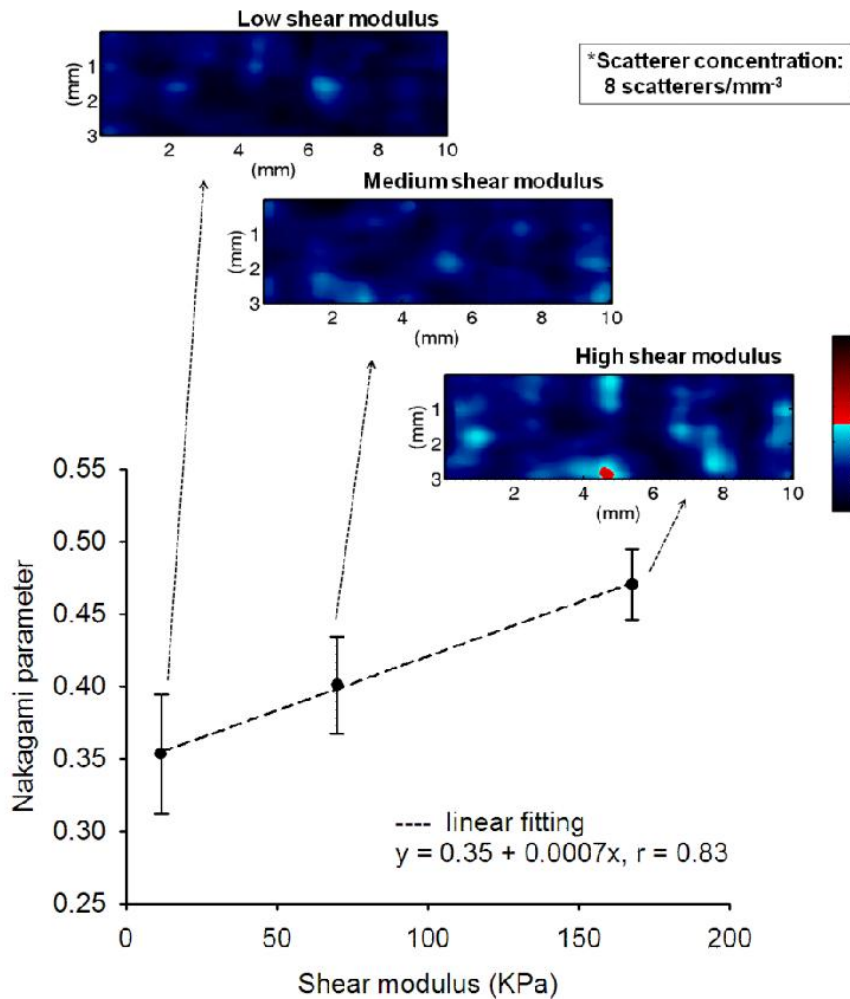 Low shear modulus
*Scatterer concentration:
8 scatterers/mm-3
(mm)
1
2
3
2 4 6 8 10
(mm)
Medium shear modulus
(mm)
1
2
3
2 4 6 8 10
(mm)
High shear modulus
(mm)
1
2
3
2 4 6 8 10
(mm)
Nakagami parameter
0.55
0.50
0.45
0.40
0.35
0.30
0.25
---- linear fitting
y = 0.35 + 0.0007x, r = 0.83
0 50 100 150 200
Shear modulus (KPa)